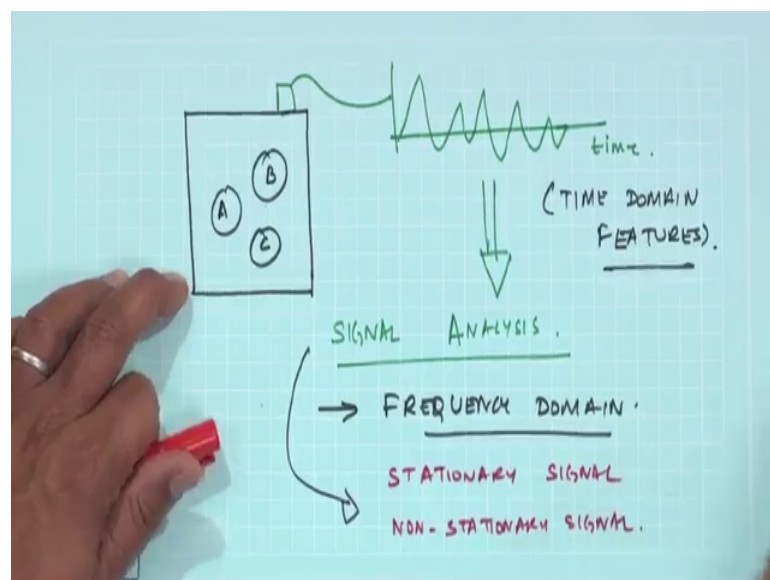 B
A
C
time.
(TIME DOMAIN
FEATURES).
SIGNAL ANALYSIS.
→ FREQUENCY DOMAIN.
STATIONARY SIGNAL
NON-STATIONARY SIGNAL.